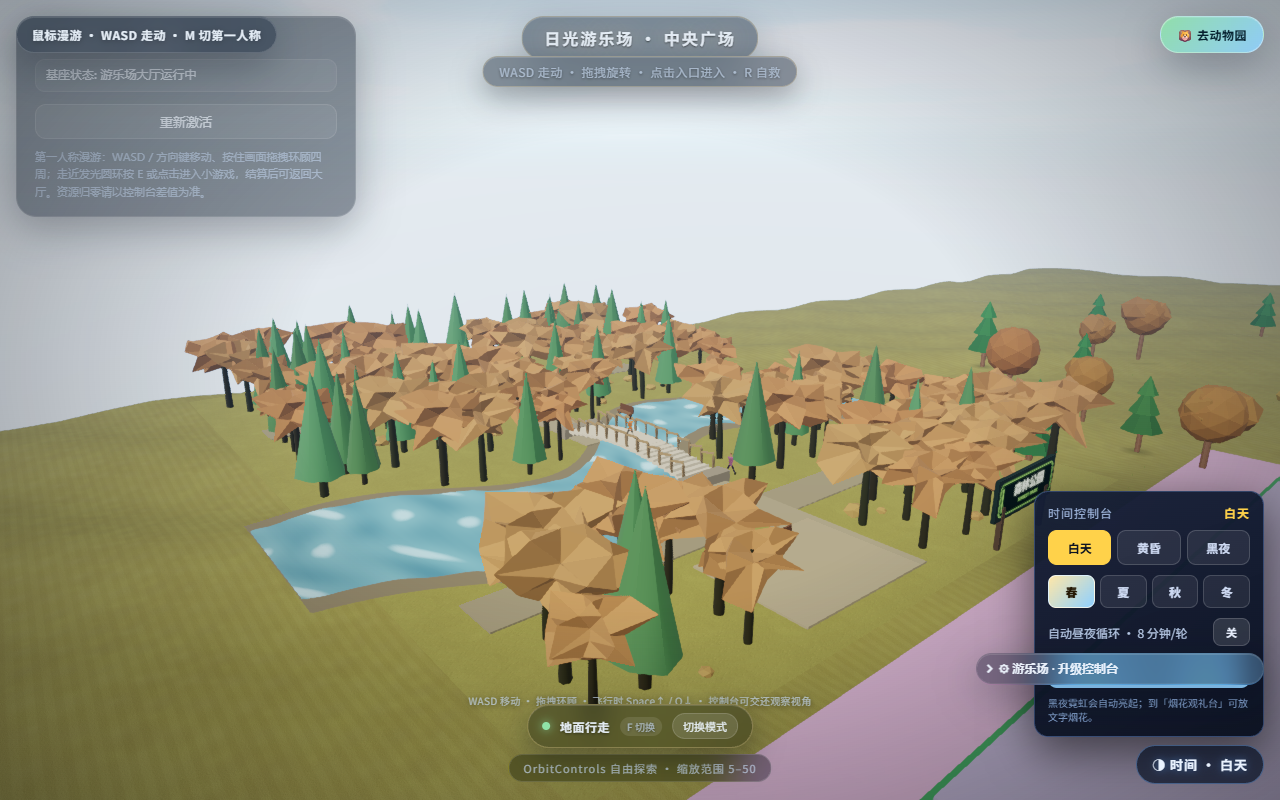 鼠标漫游 · WASD 走动 · M 切第一人称
基座状态: 游乐场大厅运行中
重新激活
第一人称漫游：WASD / 方向键移动、按住画面拖拽环顾四
周；走近发光圆环按 E 或点击进入小游戏，结算后可返回大
厅。资源归零请以控制台差值为准。
日光游乐场 · 中央广场
WASD 走动 · 拖拽旋转 · 点击入口进入 · R 自救
🦁 去动物园
森林公园
时间控制台 白天
白天 黄昏 黑夜
春 夏 秋 冬
自动昼夜循环 · 8 分钟/轮 关
⚙ 游乐场 · 升级控制台
黑夜霓虹会自动亮起；到「烟花观礼台」可放
文字烟花。
时间 · 白天
WASD 移动 · 拖拽环顾 · 飞行时 Space↑ / Q↓ · 控制台可交还观察视角
地面行走 F 切换 切换模式
OrbitControls 自由探索 · 缩放范围 5–50